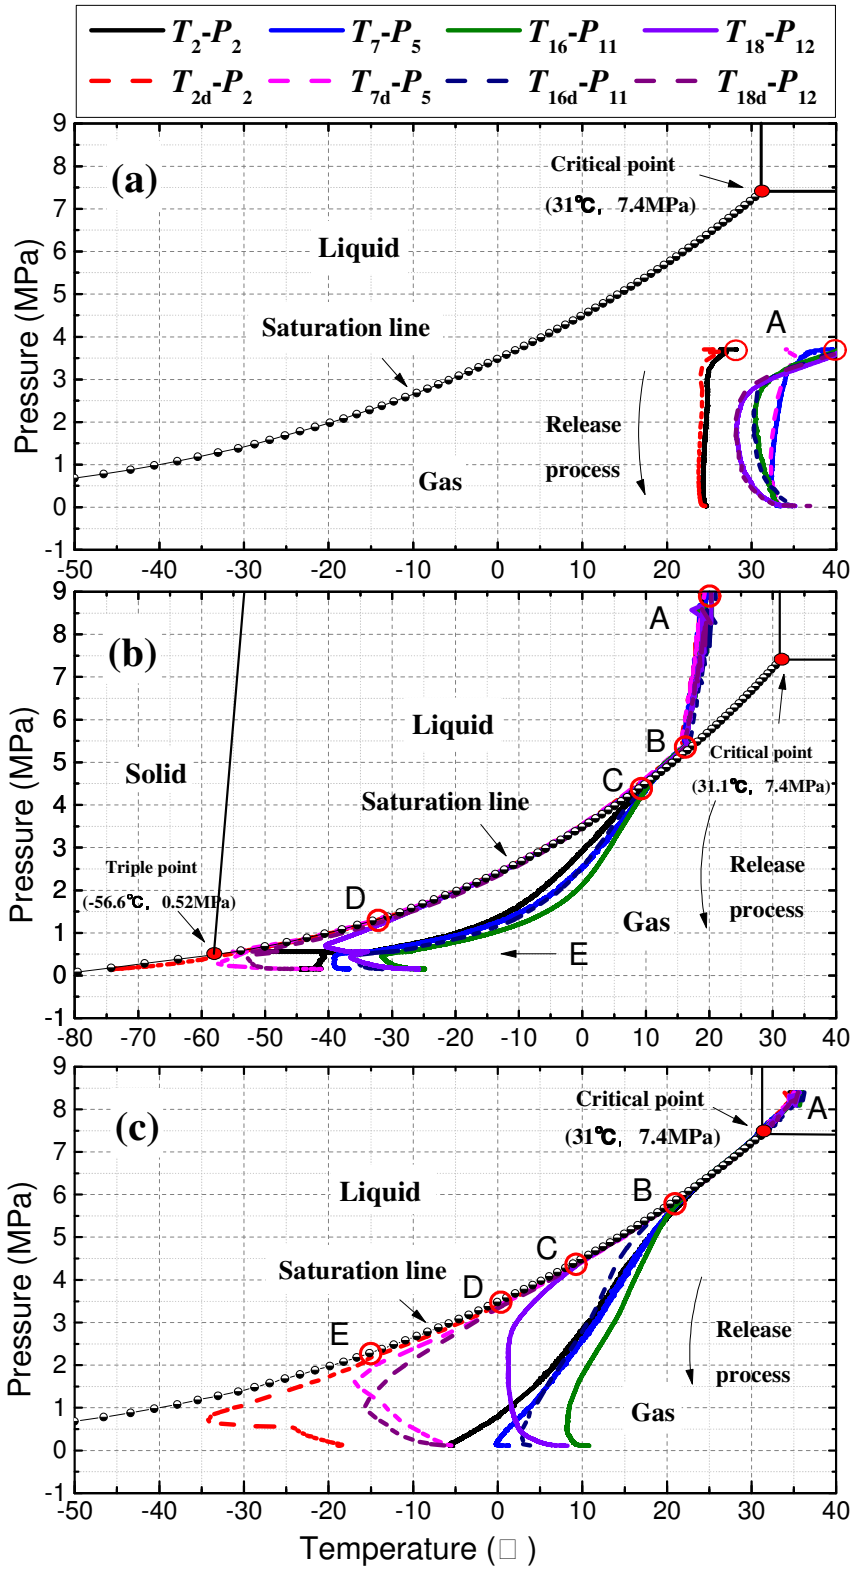 T2-P2 T7-P5 T16-P11 T18-P12
T2d-P2 T7d-P5 T16d-P11 T18d-P12
9
8
7
6
5
4
3
2
1
0
-1
Pressure (MPa)
(a)
Critical point
(31℃, 7.4MPa)
Liquid
Saturation line
A
Release
process
Gas
-50 -40 -30 -20 -10 0 10 20 30 40
9
8
7
6
5
4
3
2
1
0
-1
Pressure (MPa)
(b)
A
Liquid
B
Critical point
(31.1℃, 7.4MPa)
Solid
C
Saturation line
Triple point
(-56.6℃, 0.52MPa)
D
Release
process
Gas
E
-80 -70 -60 -50 -40 -30 -20 -10 0 10 20 30 40
9
8
7
6
5
4
3
2
1
0
-1
Pressure (MPa)
(c)
Critical point
(31℃, 7.4MPa)
A
Liquid
B
C
Saturation line
D
E
Release
process
Gas
-50 -40 -30 -20 -10 0 10 20 30 40
Temperature (□)